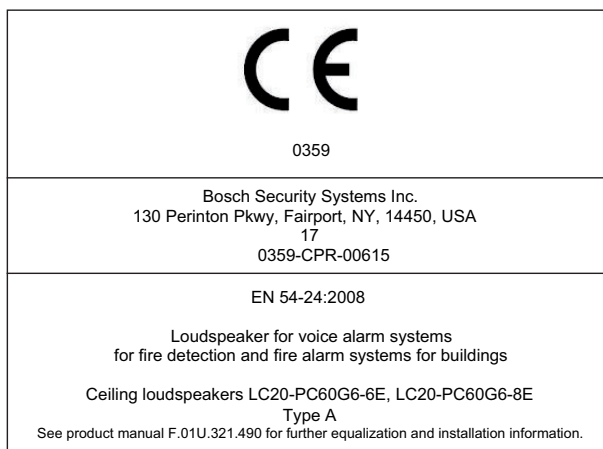 CE
0359
Bosch Security Systems Inc.
130 Perinton Pkwy, Fairport, NY, 14450, USA
17
0359-CPR-00615
EN 54-24:2008
Loudspeaker for voice alarm systems
for fire detection and fire alarm systems for buildings
Ceiling loudspeakers LC20-PC60G6-6E, LC20-PC60G6-8E
Type A
See product manual F.01U.321.490 for further equalization and installation information.